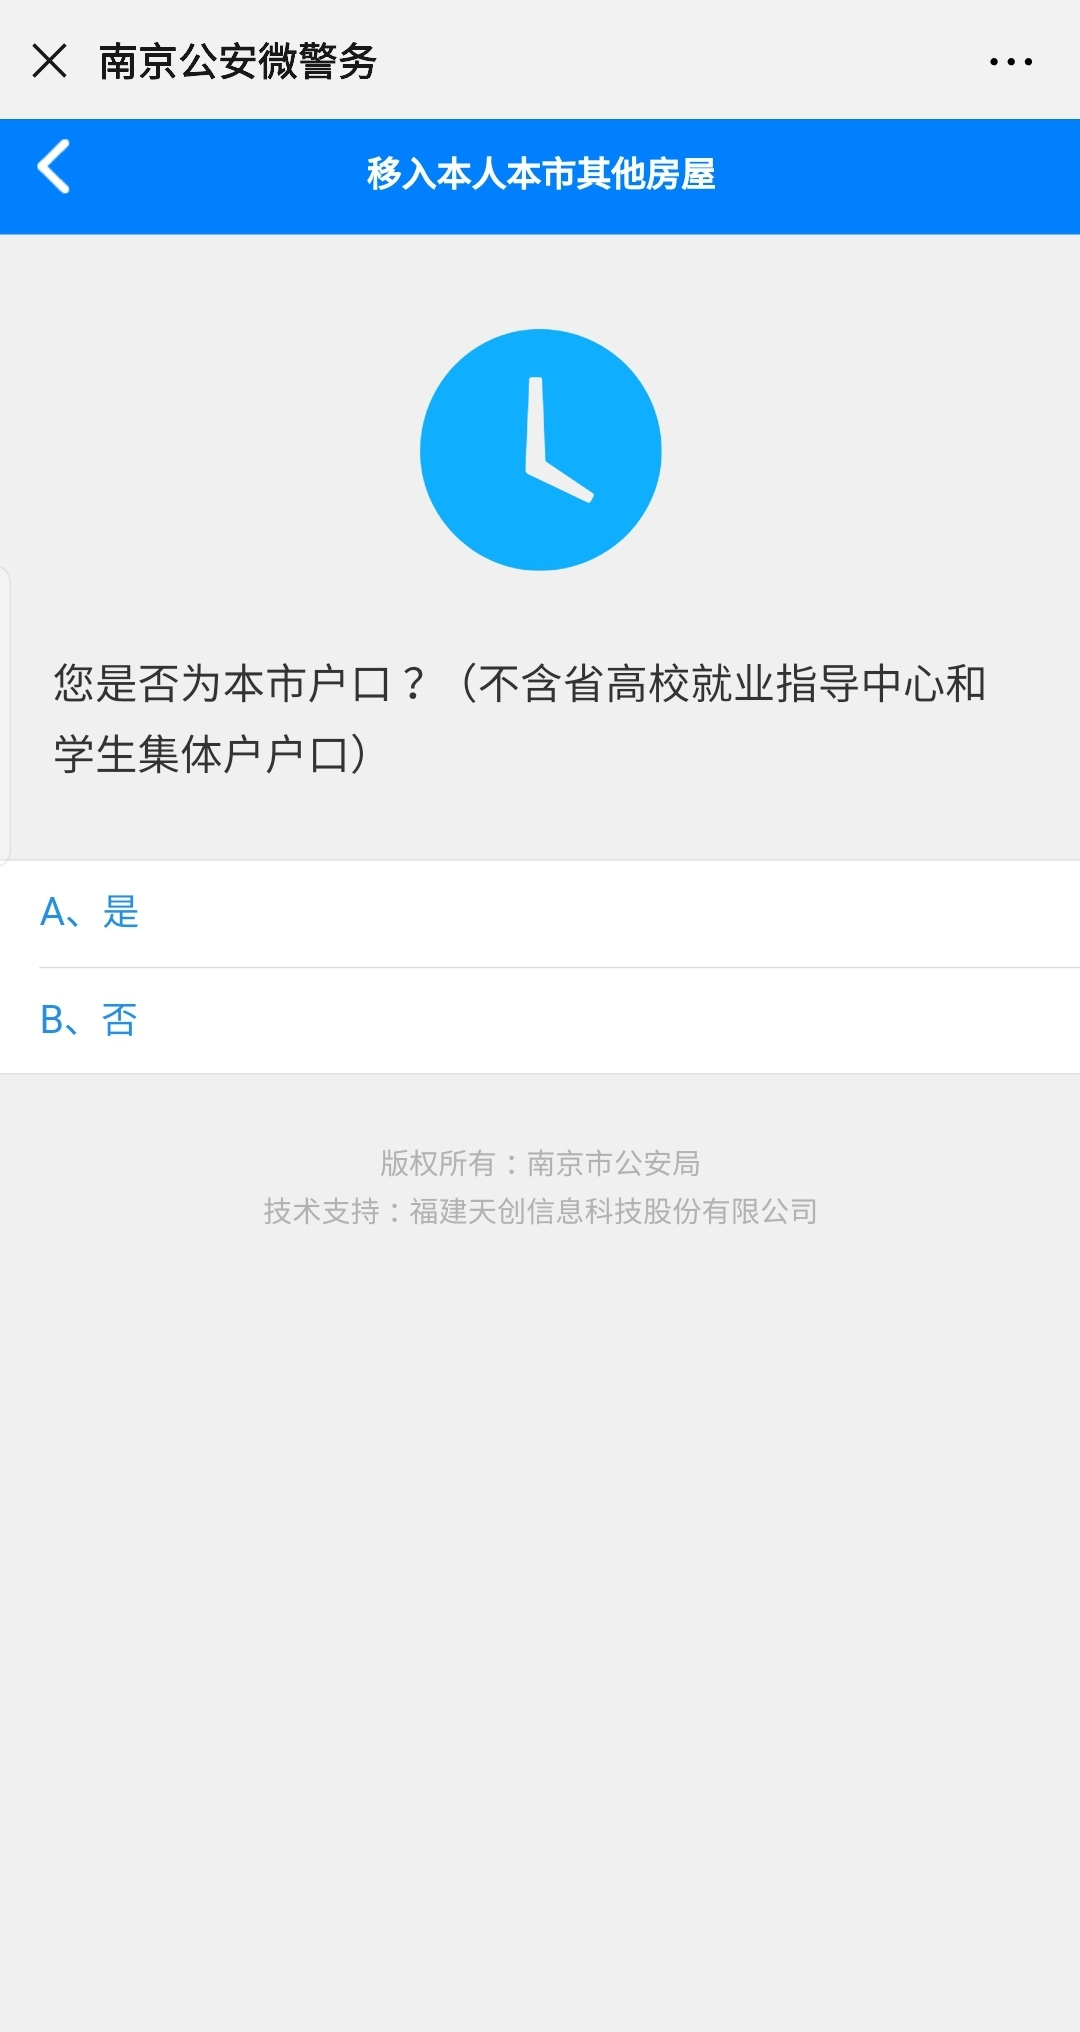 南京公安微警务
移入本人本市其他房屋
您是否为本市户口？（不含省高校就业指导中心和
学生集体户户口）
A、是
B、否
版权所有：南京市公安局
技术支持：福建天创信息科技股份有限公司